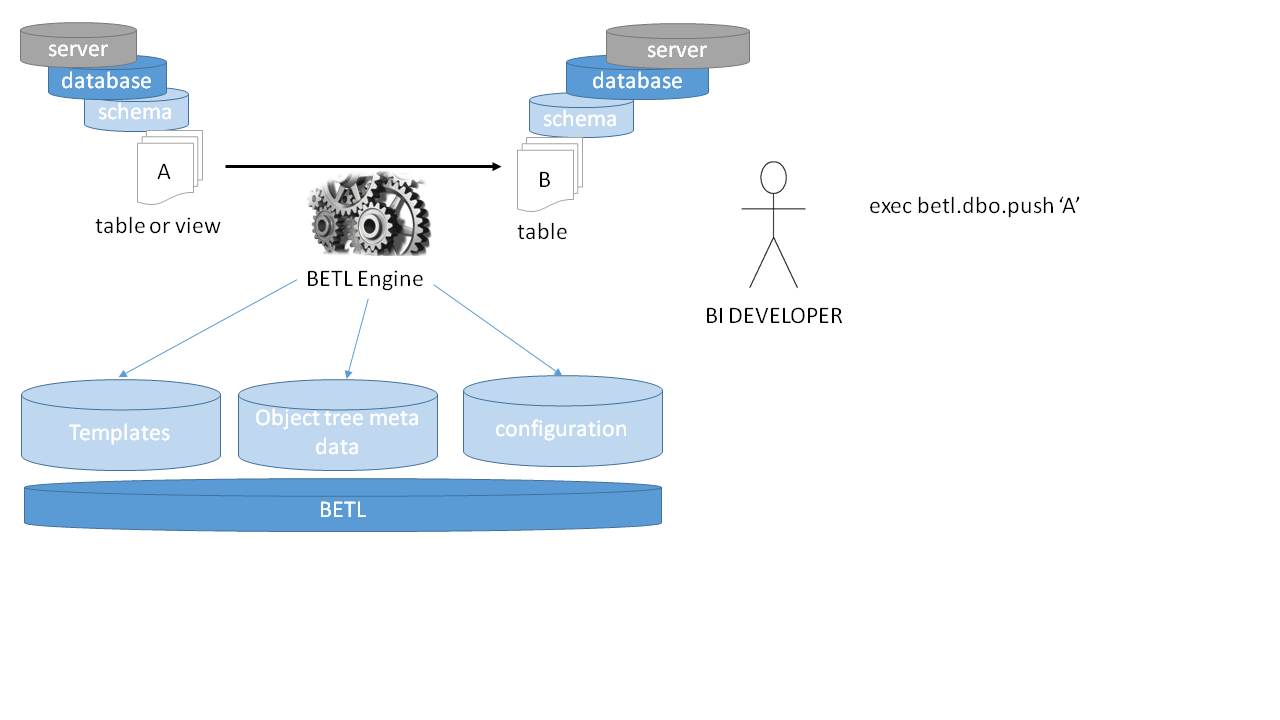 server
database
schema
A
table or view
server
database
schema
B
table
BETL Engine
exec betl.dbo.push ‘A’
BI DEVELOPER
Templates
Object tree meta
data
configuration
BETL